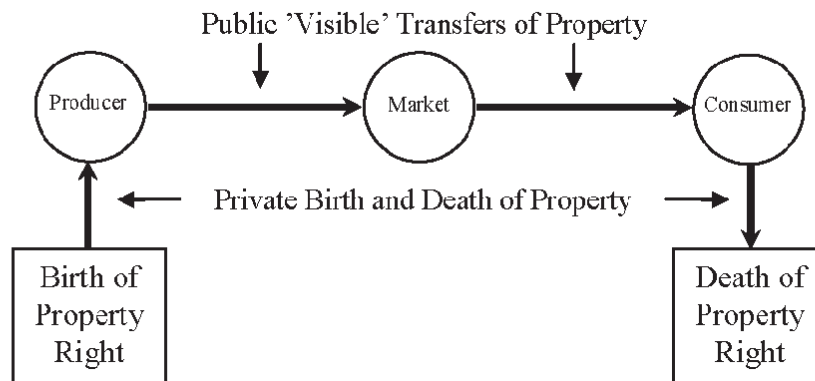 Public ’Visible’ Transfers of Property
Producer
Market
Consumer
Private Birth and Death of Property
Birth of
Property
Right
Death of
Property
Right